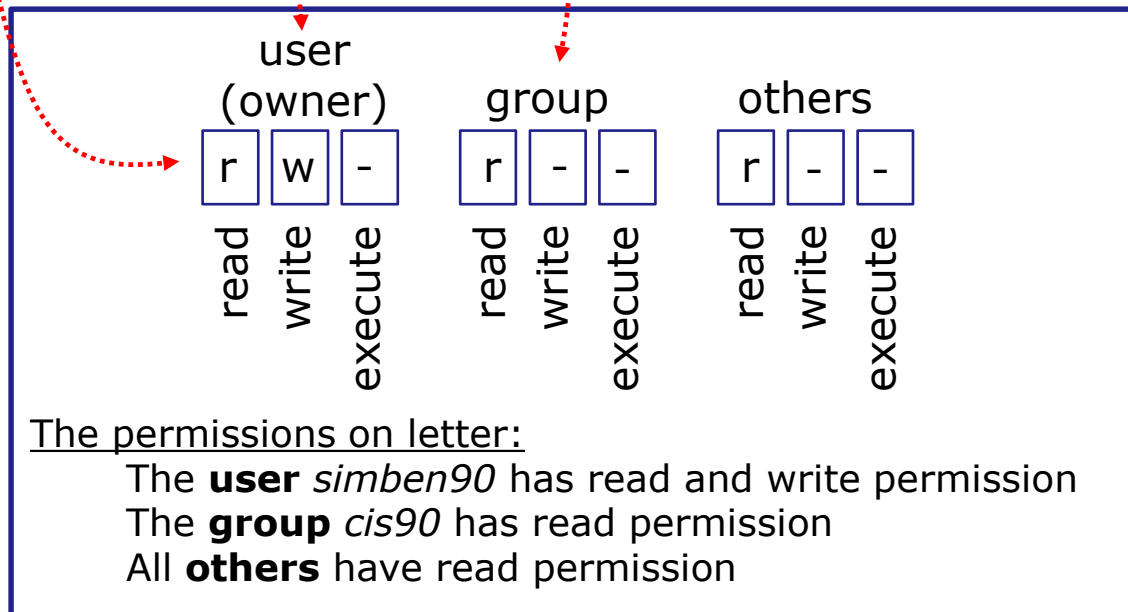 user
(owner) group others
r w - r - - r - -
read write execute read write execute read write execute
The permissions on letter:
The user simben90 has read and write permission
The group cis90 has read permission
All others have read permission